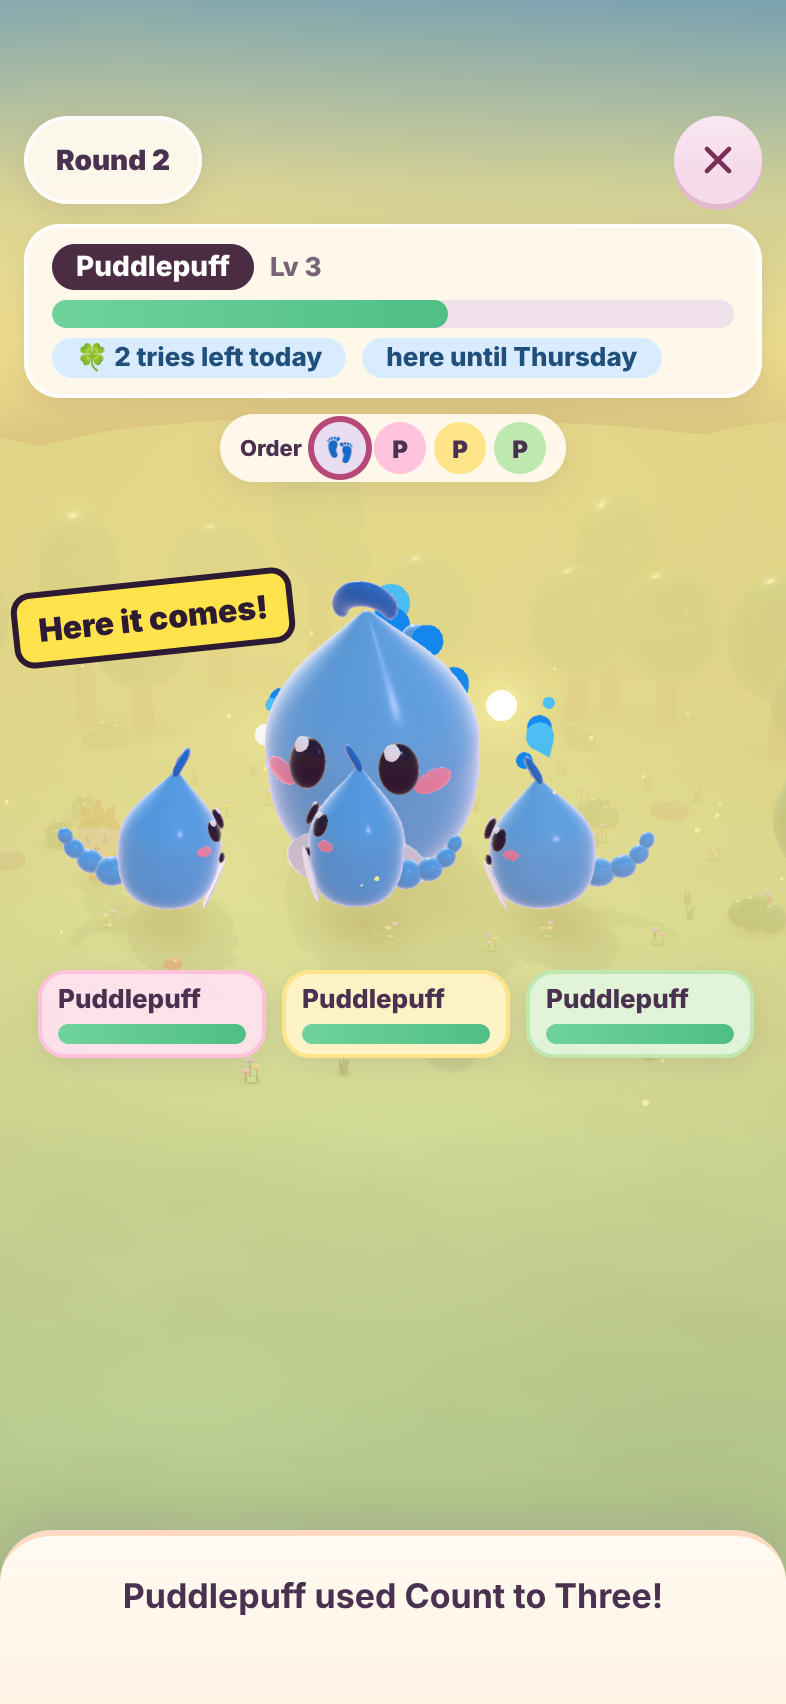 Round 2
Puddlepuff Lv 3
🍀 2 tries left today here until Thursday
Order P P P
Here it comes!
Puddlepuff Puddlepuff Puddlepuff
Puddlepuff used Count to Three!